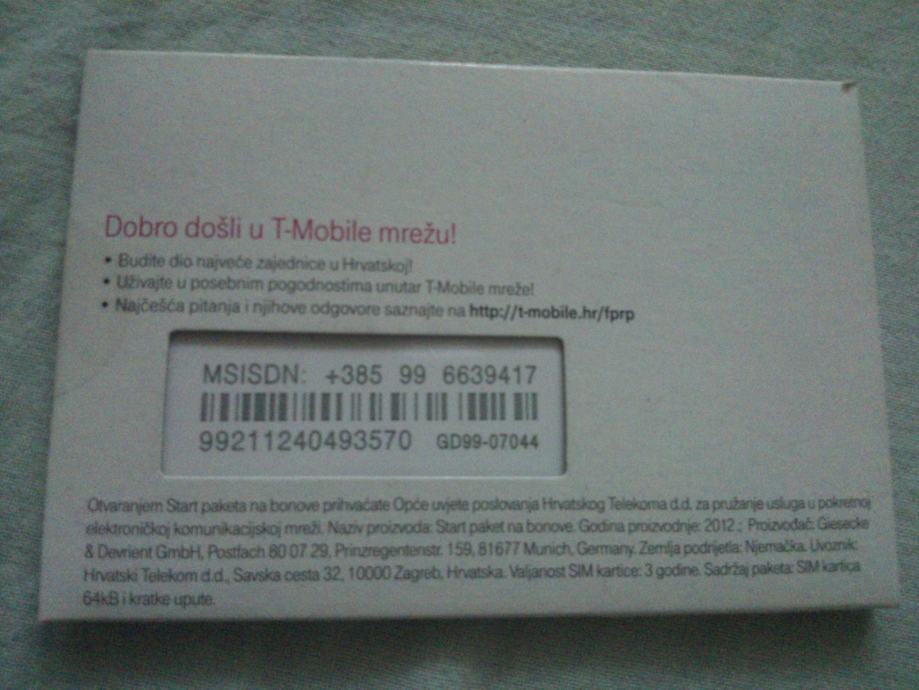 Dobro došli u T-Mobile mrežu!
• Budite dio najveće zajednice u Hrvatskoj!
• Uživajte u posebnim pogodnostima unutar T-Mobile mreže!
• Najčešća pitanja i njihove odgovore saznajte na http://t-mobile.hr/fprp
MSISDN: +385 99 6639417
99211240493570 GD99-07044
Otvaranjem Start paketa na bonove prihvaćate Opće uvjete poslovanja Hrvatskog Telekoma d.d. za pružanje usluga u pokretnoj
elektroničkoj komunikacijskoj mreži. Naziv proizvoda: Start paket na bonove. Godina proizvodnje: 2012.; Proizvođač: Giesecke
& Devrient GmbH, Postfach 80 07 29, Prinzregentenstr. 159, 81677 Munich, Germany. Zemlja podrijetla: Njemačka. Uvoznik:
Hrvatski Telekom d.d., Savska cesta 32, 10000 Zagreb, Hrvatska. Valjanost SIM kartice: 3 godine. Sadržaj paketa: SIM kartica
64kB i kratke upute.